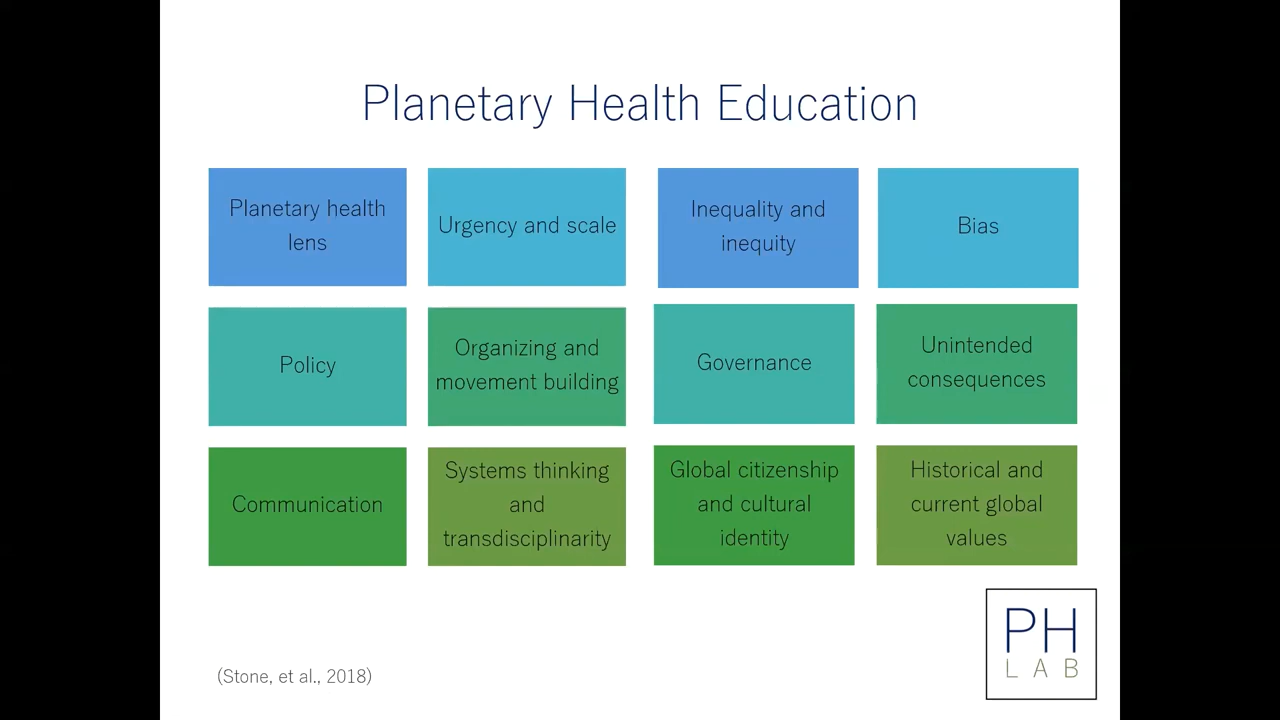 Planetary Health Education
Planetary health
lens
Urgency and scale
Inequality and
inequity
Bias
Policy
Organizing and
movement building
Governance
Unintended
consequences
Communication
Systems thinking
and
transdisciplinarity
Global citizenship
and cultural
identity
Historical and
current global
values
(Stone, et al., 2018)
PH
LAB